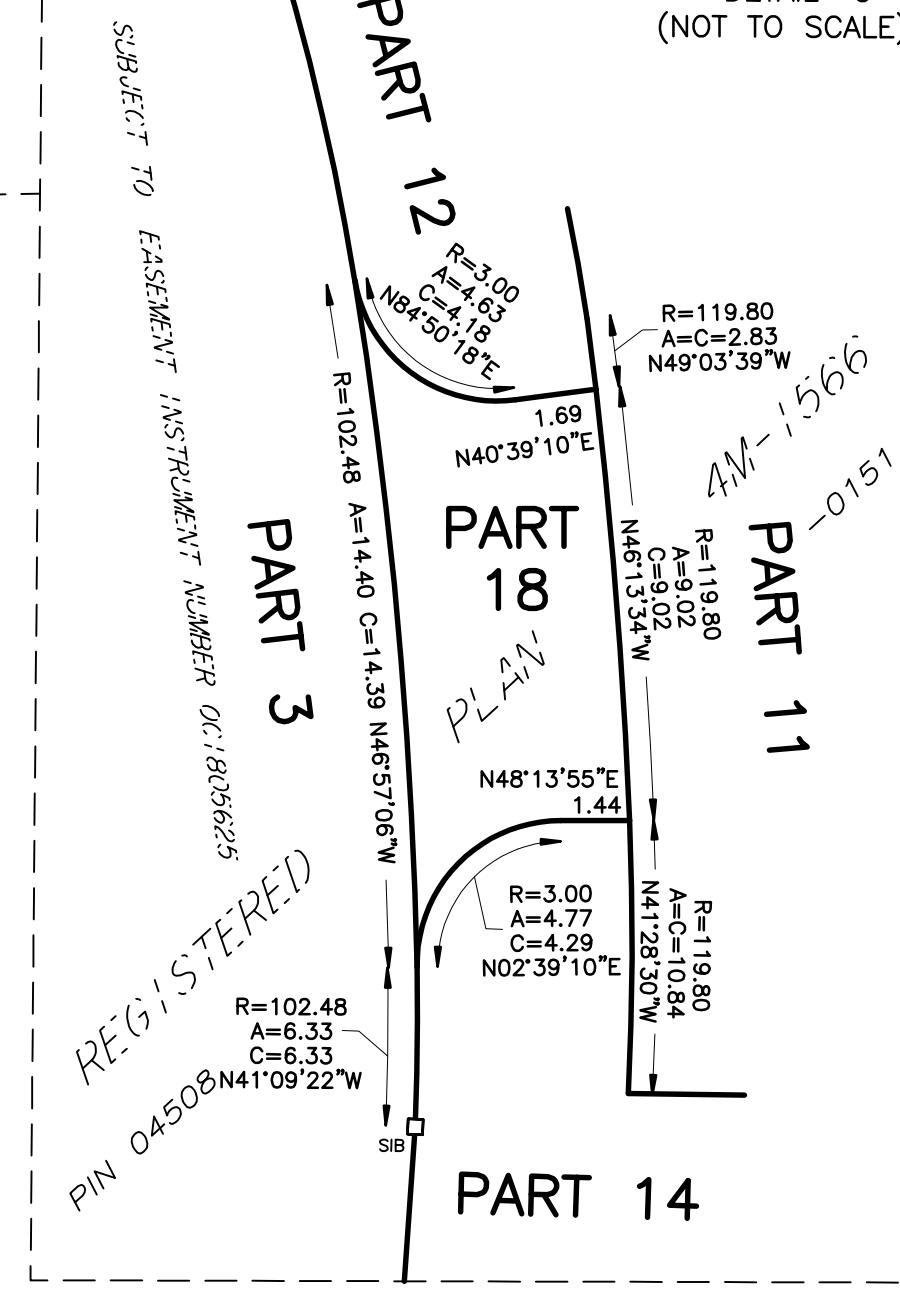 (NOT TO SCALE)
PART 12
SUBJECT TO EASEMENT INSTRUMENT NUMBER OC1805625
R=3.00
A=4.63
C=4.18
N84°50'18"E
R=119.80
A=C=2.83
N49°03'39"W
1.69
N40°39'10"E
4M-1566
-0151
R=102.48 A=14.40 C=14.39 N46°57'06"W
PART 3
PART
18
PLAN
R=119.80
A=9.02
C=9.02
N46°13'34"W
PART 11
N48°13'55"E
1.44
R=3.00
A=4.77
C=4.29
N02°39'10"E
R=119.80
A=C=10.84
N41°28'30"W
REGISTERED
R=102.48
A=6.33
C=6.33
N41°09'22"W
PIN 04508
SIB
PART 14